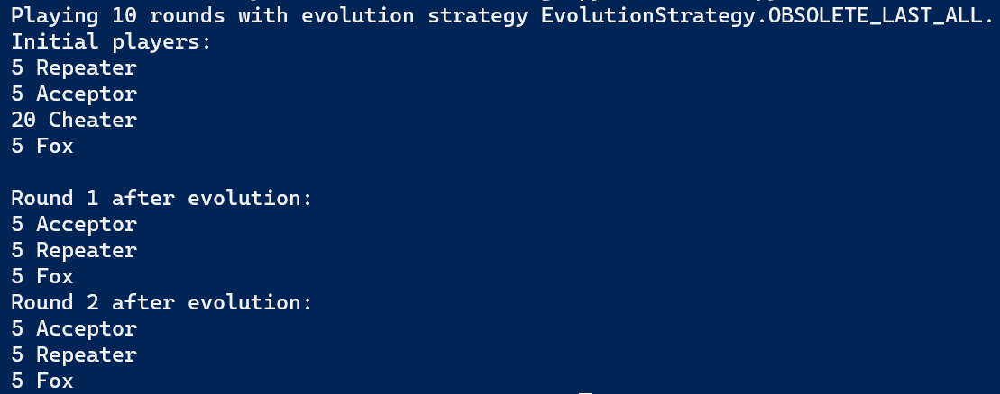 Playing 10 rounds with evolution strategy EvolutionStrategy.OBSOLETE_LAST_ALL.
Initial players:
5 Repeater
5 Acceptor
20 Cheater
5 Fox

Round 1 after evolution:
5 Acceptor
5 Repeater
5 Fox
Round 2 after evolution:
5 Acceptor
5 Repeater
5 Fox